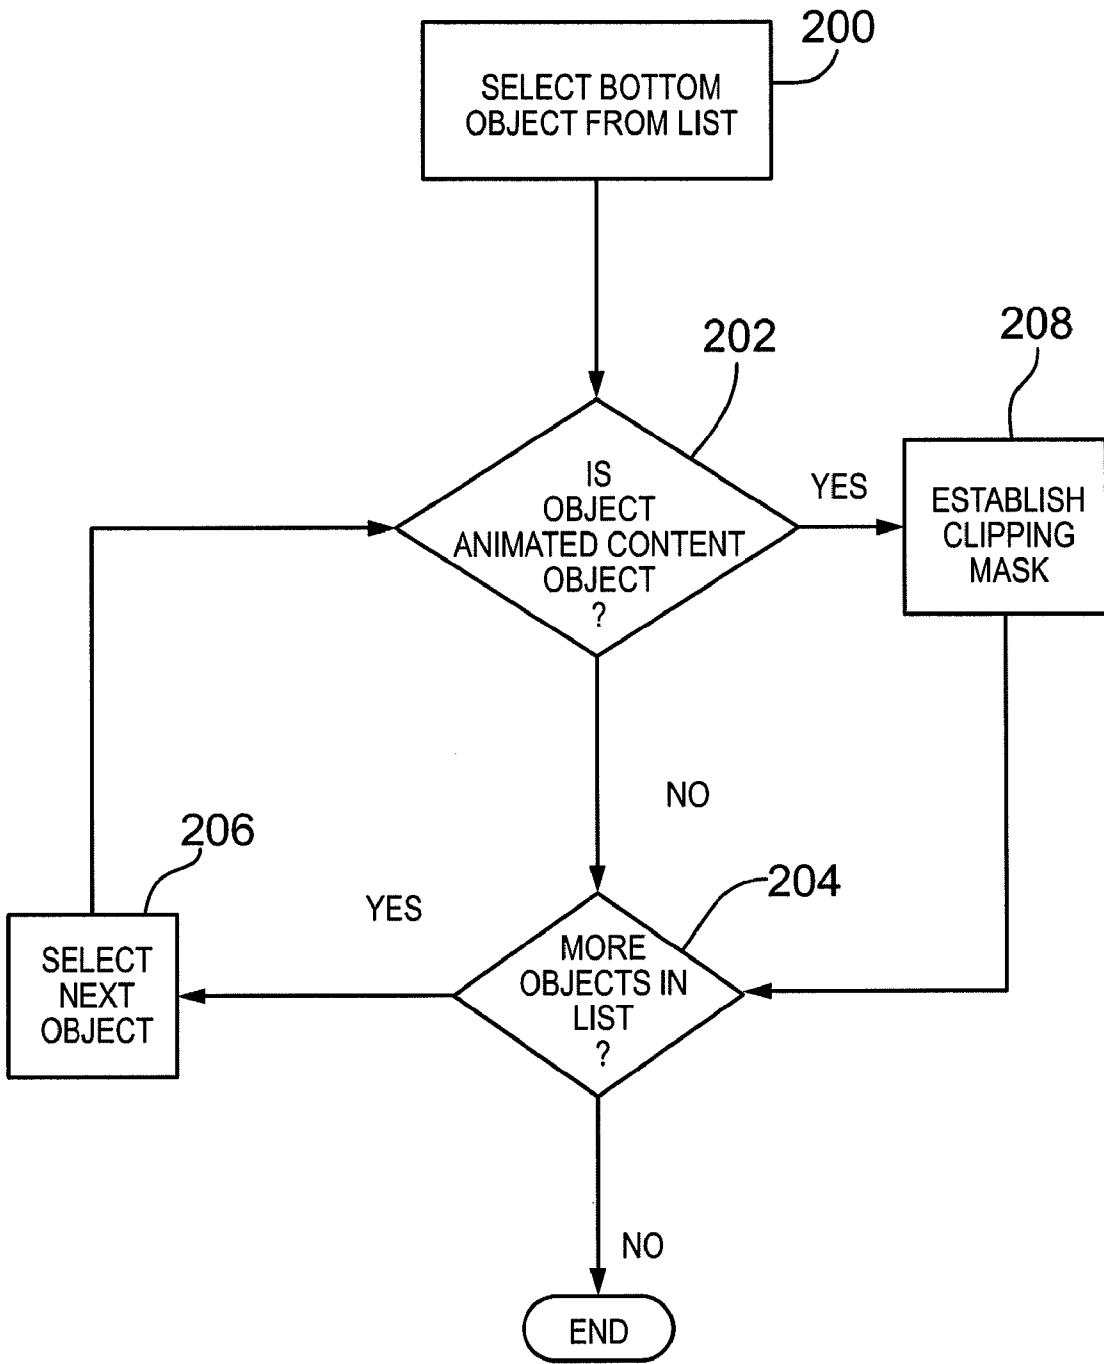 200
SELECT BOTTOM
OBJECT FROM LIST
202
208
IS
OBJECT
ANIMATED CONTENT
OBJECT
?
YES
ESTABLISH
CLIPPING
MASK
NO
206
204
YES
SELECT
NEXT
OBJECT
MORE
OBJECTS IN
LIST
?
NO
END